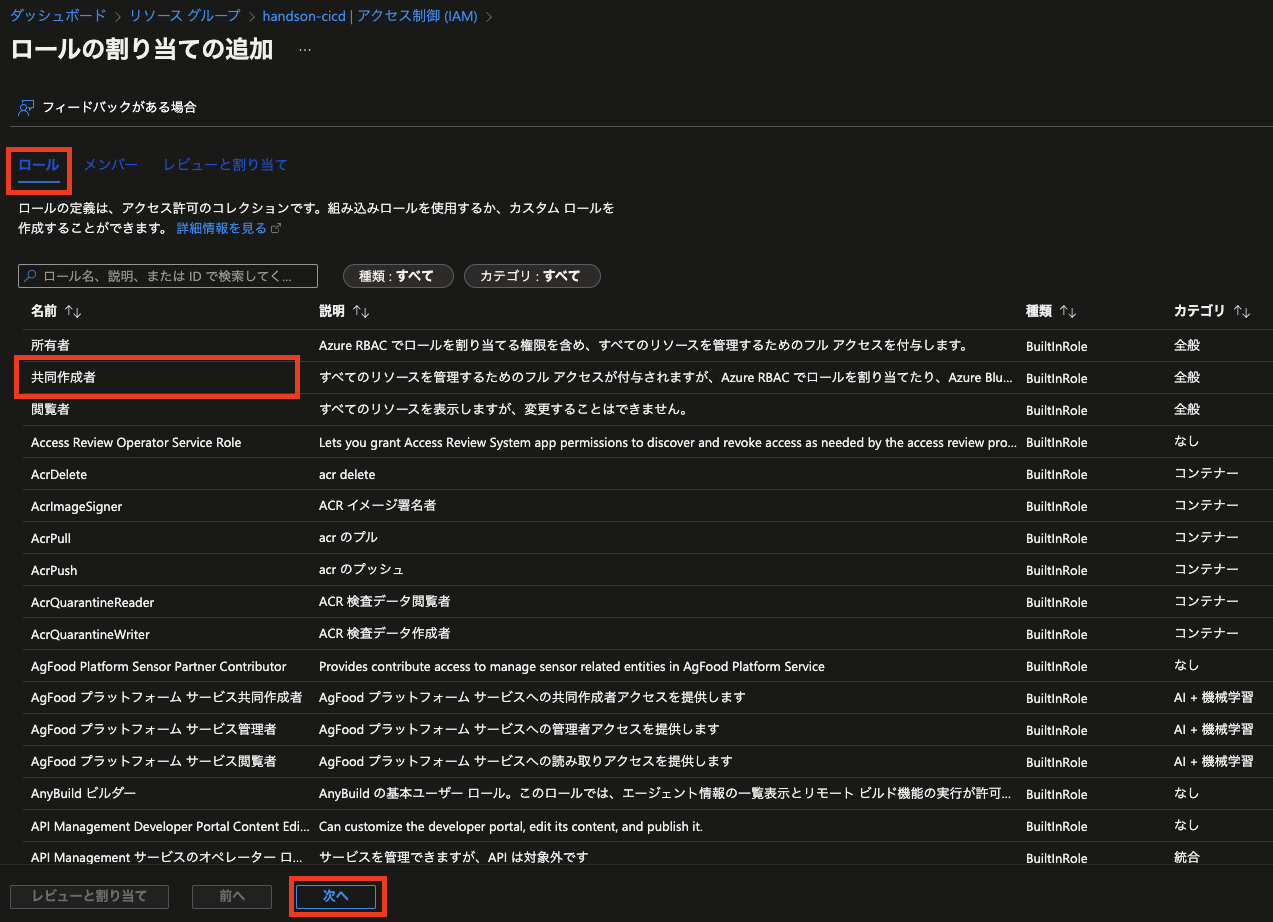 ダッシュボード > リソース グループ > handson-cicd | アクセス制御 (IAM) >
ロールの割り当ての追加 ...
フィードバックがある場合
ロール メンバー レビューと割り当て
ロールの定義は、アクセス許可のコレクションです。組み込みロールを使用するか、カスタム ロールを
作成することができます。 詳細情報を見る
ロール名、説明、または ID で検索してく... 種類 : すべて カテゴリ : すべて
名前 ↑↓ 説明 ↑↓ 種類 ↑↓ カテゴリ ↑↓
所有者 Azure RBAC でロールを割り当てる権限を含め、すべてのリソースを管理するためのフル アクセスを付与します。 BuiltInRole 全般
共同作成者 すべてのリソースを管理するためのフル アクセスが付与されますが、Azure RBAC でロールを割り当てたり、Azure Blu... BuiltInRole 全般
閲覧者 すべてのリソースを表示しますが、変更することはできません。 BuiltInRole 全般
Access Review Operator Service Role Lets you grant Access Review System app permissions to discover and revoke access as needed by the access review pro... BuiltInRole なし
AcrDelete acr delete BuiltInRole コンテナー
AcrImageSigner ACR イメージ署名者 BuiltInRole コンテナー
AcrPull acr のプル BuiltInRole コンテナー
AcrPush acr のプッシュ BuiltInRole コンテナー
AcrQuarantineReader ACR 検査データ閲覧者 BuiltInRole コンテナー
AcrQuarantineWriter ACR 検査データ作成者 BuiltInRole コンテナー
AgFood Platform Sensor Partner Contributor Provides contribute access to manage sensor related entities in AgFood Platform Service BuiltInRole なし
AgFood プラットフォーム サービス共同作成者 AgFood プラットフォーム サービスへの共同作成者アクセスを提供します BuiltInRole AI + 機械学習
AgFood プラットフォーム サービス管理者 AgFood プラットフォーム サービスへの管理者アクセスを提供します BuiltInRole AI + 機械学習
AgFood プラットフォーム サービス閲覧者 AgFood プラットフォーム サービスへの読み取りアクセスを提供します BuiltInRole AI + 機械学習
AnyBuild ビルダー AnyBuild の基本ユーザー ロール。このロールでは、エージェント情報の一覧表示とリモート ビルド機能の実行が許可... BuiltInRole なし
API Management Developer Portal Content Edi... Can customize the developer portal, edit its content, and publish it. BuiltInRole なし
API Management サービスのオペレーター ロ... サービスを管理できますが、API は対象外です BuiltInRole 統合
レビューと割り当て 前へ 次へ